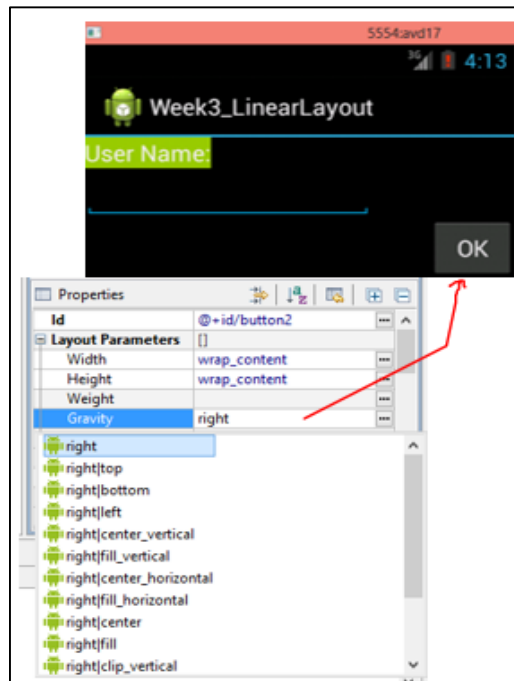 5554:avd17
3G 4:13
Week3_LinearLayout
User Name:
OK
Properties
Id @+id/button2
Layout Parameters []
Width wrap_content
Height wrap_content
Weight
Gravity right
right
right|top
right|bottom
right|left
right|center_vertical
right|fill_vertical
right|center_horizontal
right|fill_horizontal
right|center
right|fill
right|clip_vertical